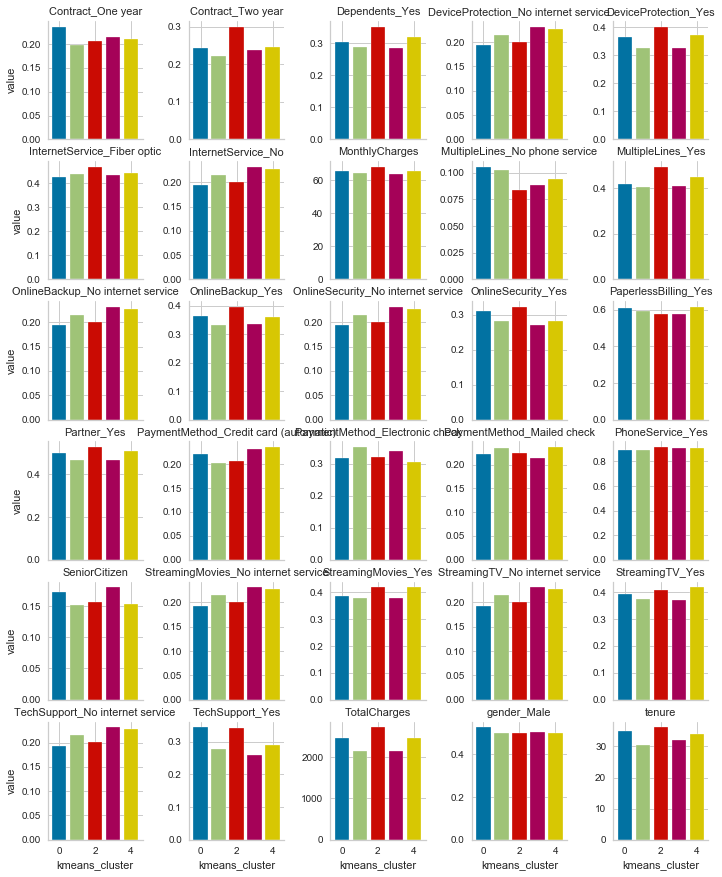 Contract_One year
Contract_Two year
Dependents_Yes
DeviceProtection_No internet service
DeviceProtection_Yes
value
0.20
0.15
0.10
0.05
0.00
0.3
0.2
0.1
0.0
0.3
0.2
0.1
0.0
0.20
0.15
0.10
0.05
0.00
0.4
0.3
0.2
0.1
0.0
InternetService_Fiber optic
InternetService_No
MonthlyCharges
MultipleLines_No phone service
MultipleLines_Yes
value
0.4
0.3
0.2
0.1
0.0
0.20
0.15
0.10
0.05
0.00
60
40
20
0
0.100
0.075
0.050
0.025
0.000
0.4
0.2
0.0
OnlineBackup_No internet service
OnlineBackup_Yes
OnlineSecurity_No internet service
OnlineSecurity_Yes
PaperlessBilling_Yes
value
0.20
0.15
0.10
0.05
0.00
0.4
0.3
0.2
0.1
0.0
0.20
0.15
0.10
0.05
0.00
0.3
0.2
0.1
0.0
0.6
0.4
0.2
0.0
Partner_Yes
PaymentMethod_Credit card (automatic)
PaymentMethod_Electronic check
PaymentMethod_Mailed check
PhoneService_Yes
value
0.4
0.2
0.0
0.20
0.15
0.10
0.05
0.00
0.3
0.2
0.1
0.0
0.20
0.15
0.10
0.05
0.00
0.8
0.6
0.4
0.2
0.0
SeniorCitizen
StreamingMovies_No internet service
StreamingMovies_Yes
StreamingTV_No internet service
StreamingTV_Yes
value
0.15
0.10
0.05
0.00
0.20
0.15
0.10
0.05
0.00
0.4
0.3
0.2
0.1
0.0
0.20
0.15
0.10
0.05
0.00
0.4
0.3
0.2
0.1
0.0
TechSupport_No internet service
TechSupport_Yes
TotalCharges
gender_Male
tenure
value
0.20
0.15
0.10
0.05
0.00
0.3
0.2
0.1
0.0
2000
1000
0
0.4
0.2
0.0
30
20
10
0
0 2 4
0 2 4
0 2 4
0 2 4
0 2 4
kmeans_cluster
kmeans_cluster
kmeans_cluster
kmeans_cluster
kmeans_cluster